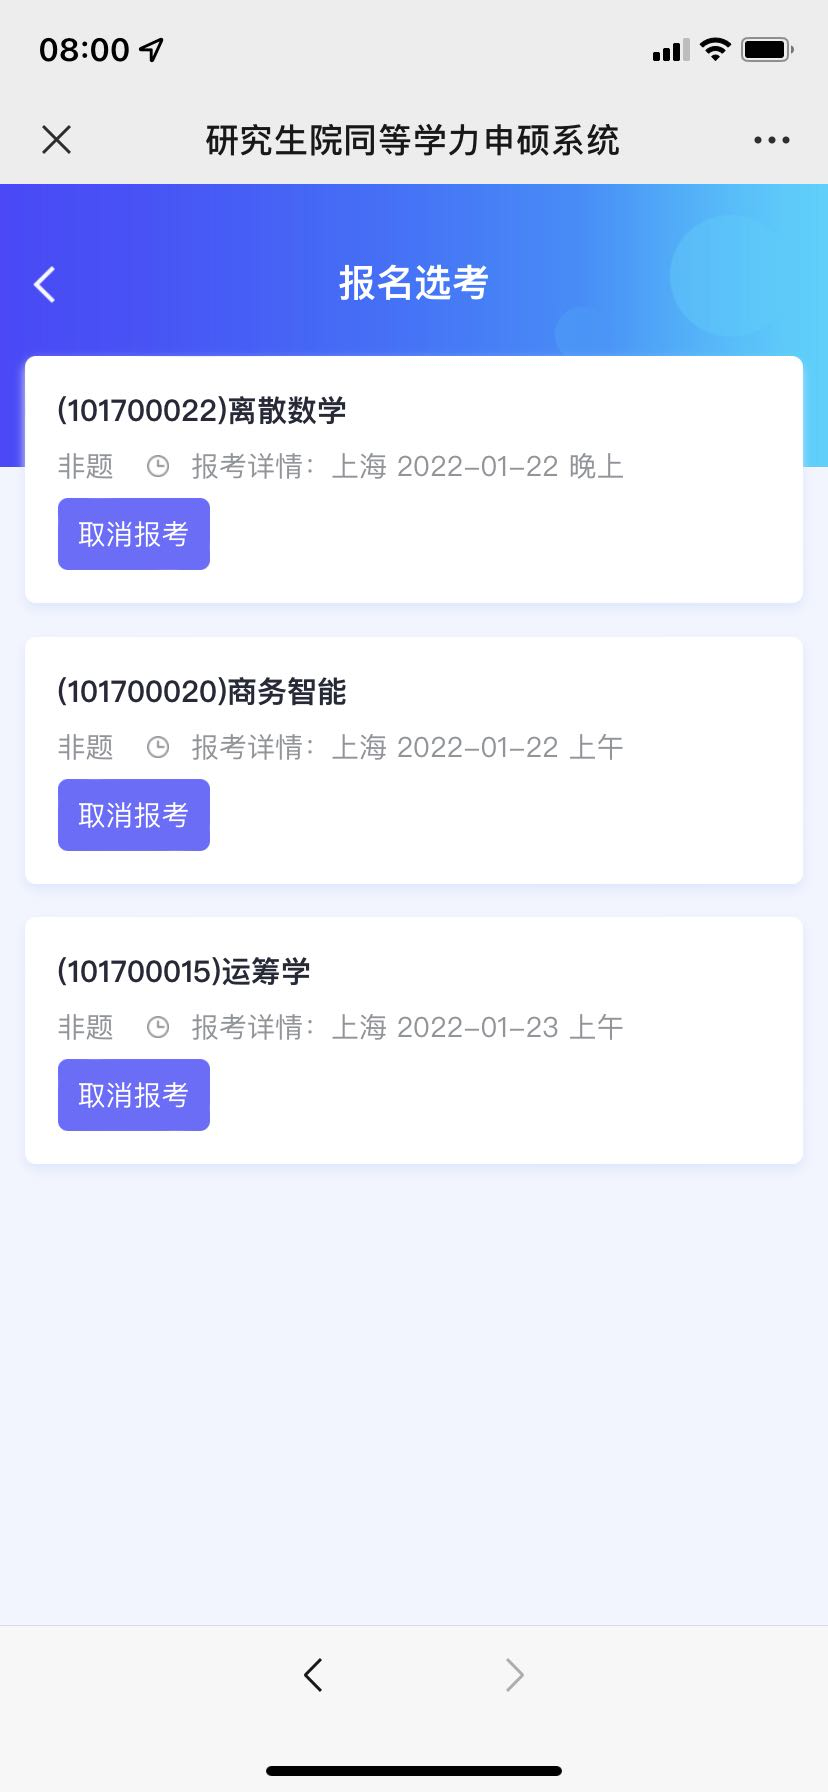 08:00
研究生院同等学力申硕系统
报名选考
(101700022)离散数学
非题 报考详情：上海 2022-01-22 晚上
取消报考
(101700020)商务智能
非题 报考详情：上海 2022-01-22 上午
取消报考
(101700015)运筹学
非题 报考详情：上海 2022-01-23 上午
取消报考